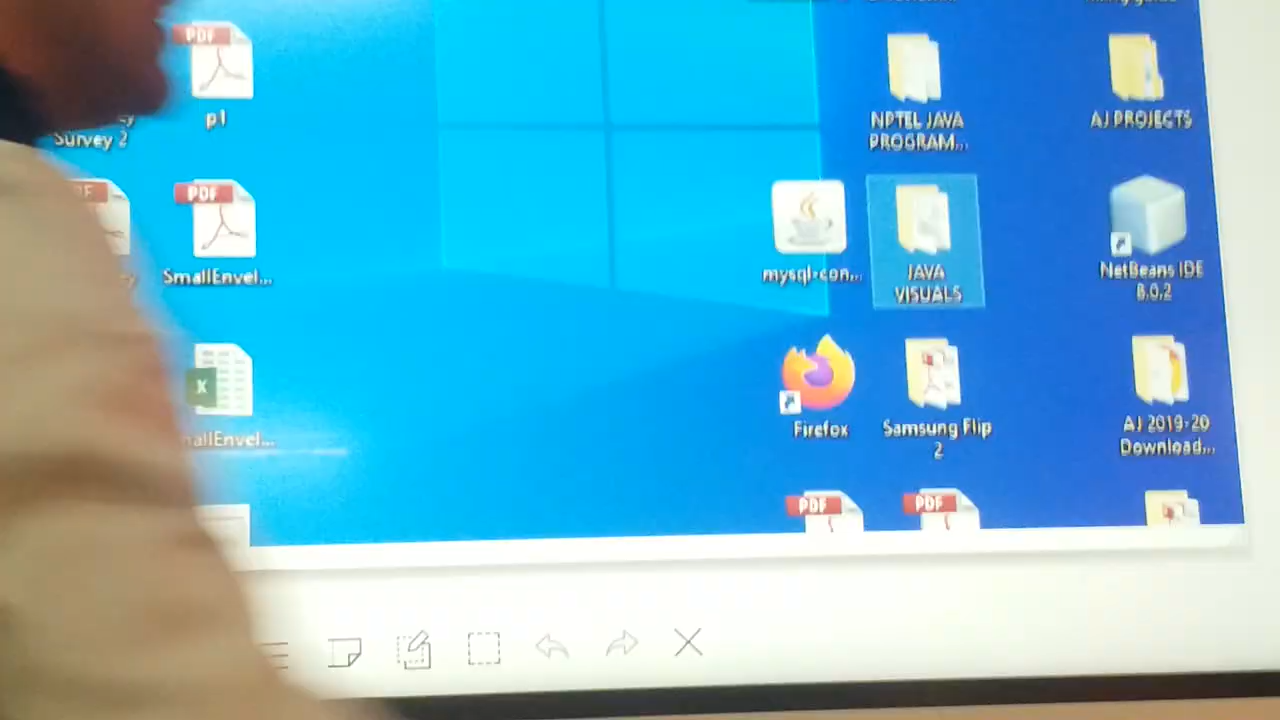 Survey 2
PDF
p1
PDF
SmallEnvel...
X
allEnvel...
NPTEL JAVA
PROGRAM...
AJ PROJECTS
mysql-con...
JAVA
VISUALS
NetBeans IDE
8.0.2
Firefox
Samsung Flip
2
AJ 2019-20
Download...
PDF
PDF